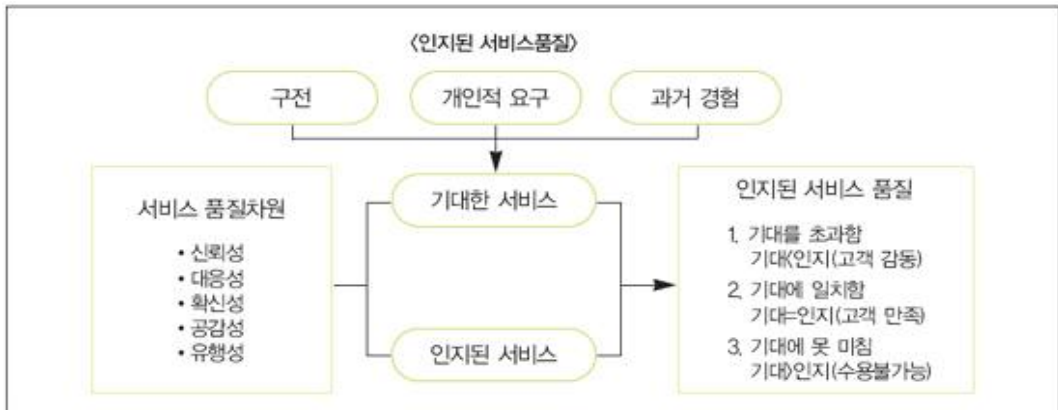 〈인지된 서비스품질〉
구전
개인적 요구
과거 경험
서비스 품질차원
• 신뢰성
• 대응성
• 확신성
• 공감성
• 유행성
기대한 서비스
인지된 서비스
인지된 서비스 품질
1. 기대를 초과함
기대〈인지(고객 감동)
2. 기대에 일치함
기대=인지(고객 만족)
3. 기대에 못 미침
기대〉인지(수용불가능)